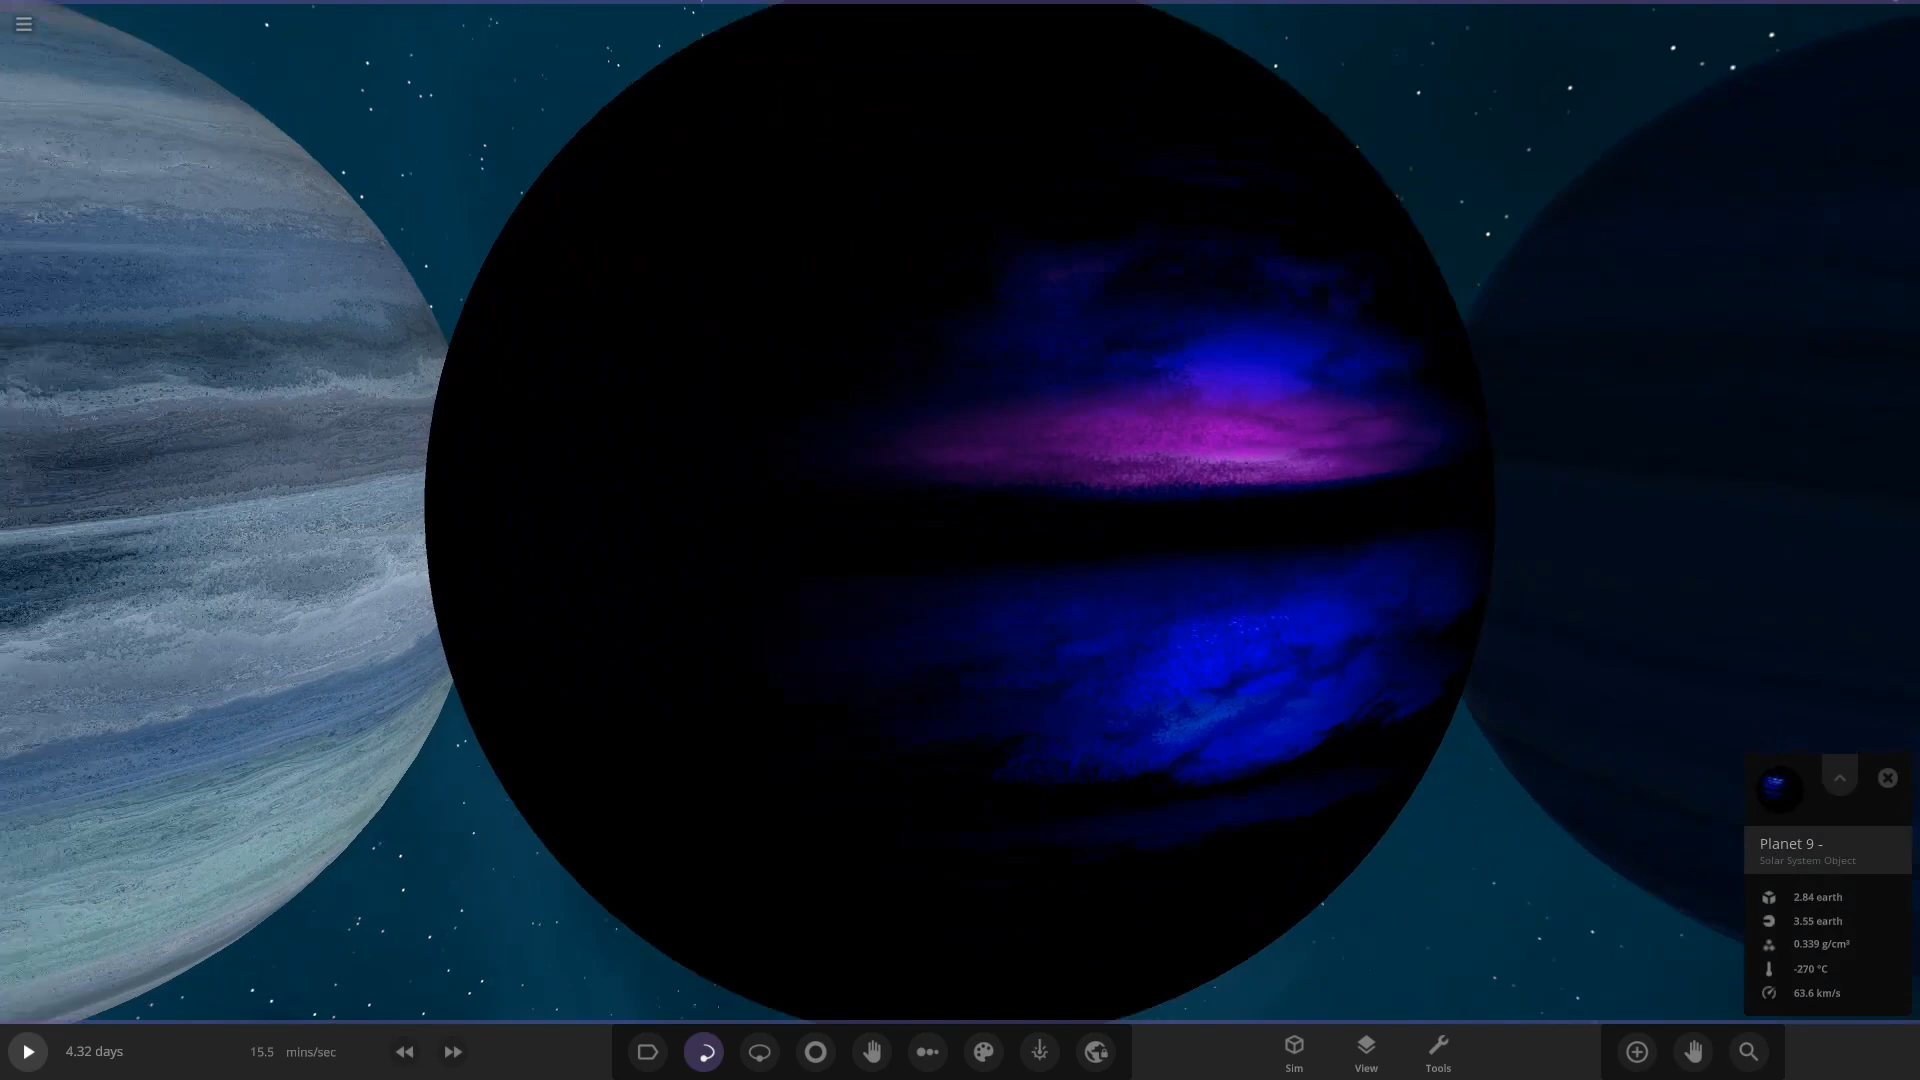 Planet 9 -
Solar System Object
2.84 earth
3.55 earth
0.339 g/cm³
-270 °C
63.6 km/s
4.32 days
15.5 mins/sec
Sim
View
Tools